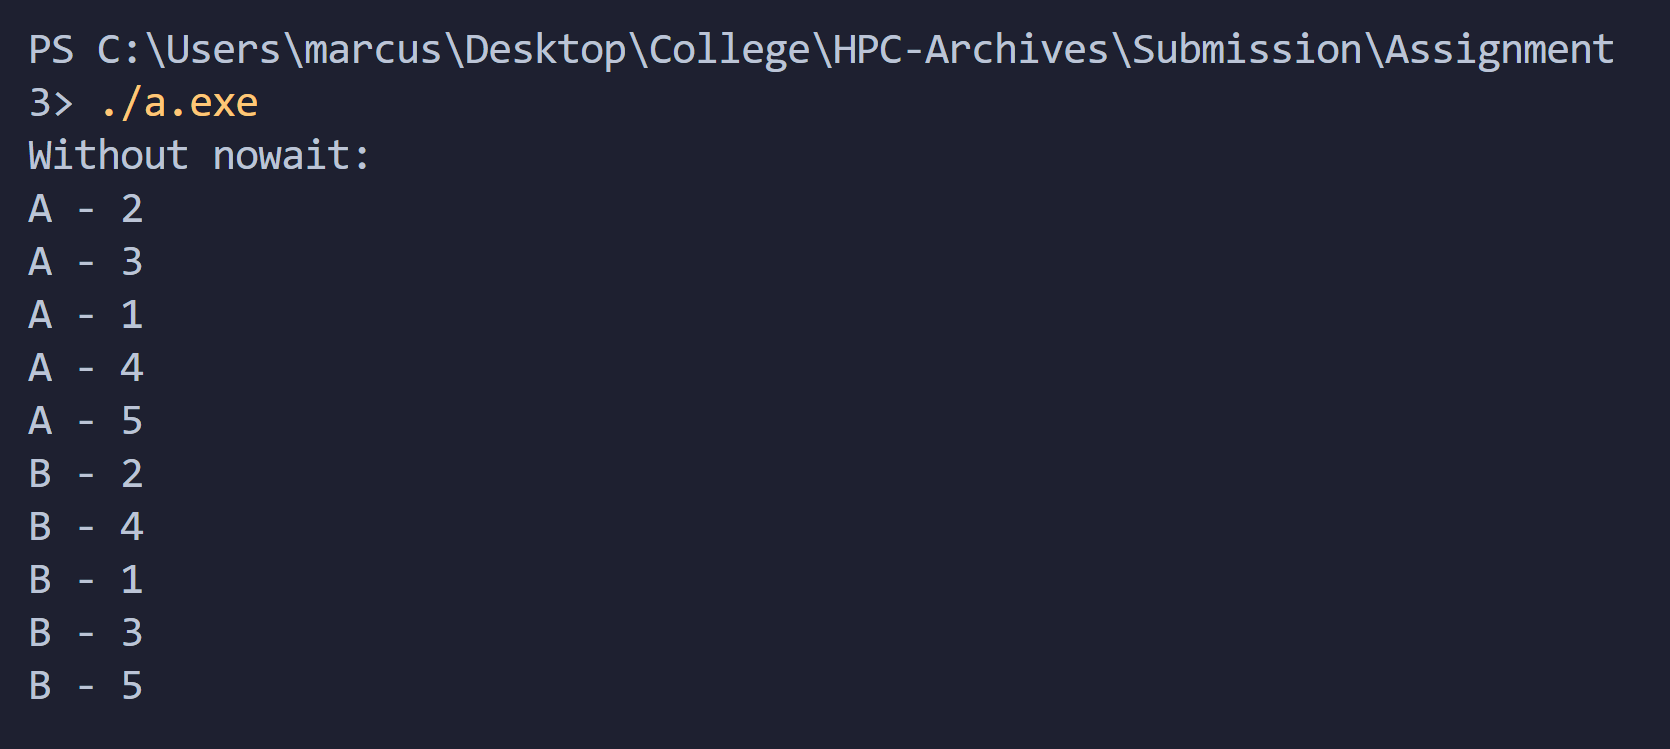 PS C:\Users\marcus\Desktop\College\HPC-Archives\Submission\Assignment
3> ./a.exe
Without nowait:
A - 2
A - 3
A - 1
A - 4
A - 5
B - 2
B - 4
B - 1
B - 3
B - 5